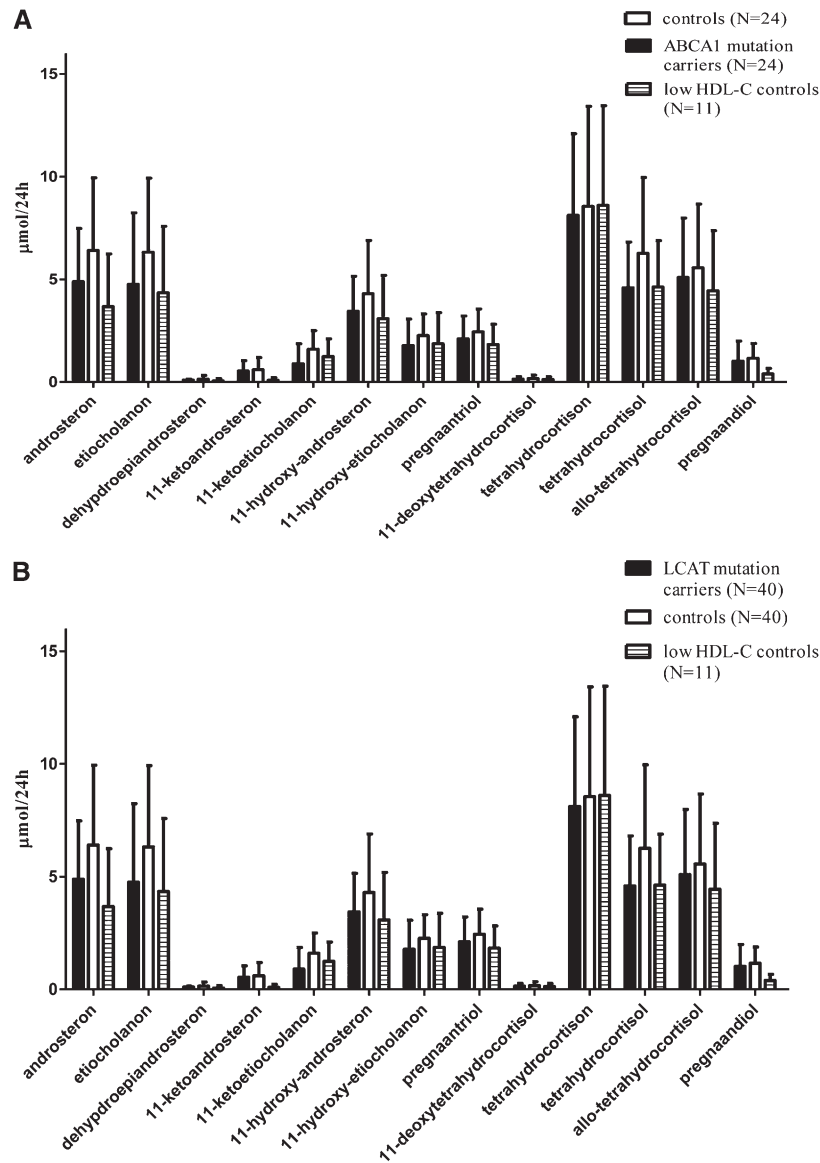 A
controls (N=24)
ABCA1 mutation
carriers (N=24)
low HDL-C controls
(N=11)
15
10
5
0
µmol/24h
androsteron
etiocholanon
dehypdroepiandrosteron
11-ketoandrosteron
11-ketoetiocholanon
11-hydroxy-androsteron
11-hydroxy-etiocholanon
pregnaantriol
11-deoxytetrahydrocortisol
tetrahydrocortison
tetrahydrocortisol
allo-tetrahydrocortisol
pregnaandiol
B
LCAT mutation
carriers (N=40)
controls (N=40)
low HDL-C controls
(N=11)
15
10
5
0
µmol/24h
androsteron
etiocholanon
dehypdroepiandrosteron
11-ketoandrosteron
11-ketoetiocholanon
11-hydroxy-androsteron
11-hydroxy-etiocholanon
pregnaantriol
11-deoxytetrahydrocortisol
tetrahydrocortison
tetrahydrocortisol
allo-tetrahydrocortisol
pregnaandiol